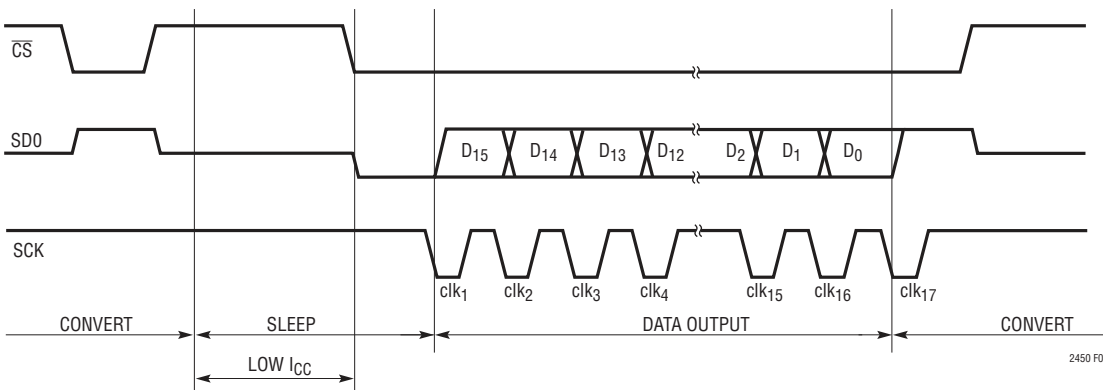 CS
SD0
D15 D14 D13 D12 D2 D1 D0
SCK
clk1 clk2 clk3 clk4 clk15 clk16 clk17
CONVERT SLEEP DATA OUTPUT CONVERT
LOW ICC
2450 F0